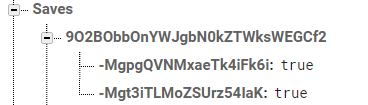 Saves
9O2BObbOnYWJgbN0kZTWksWEGCf2
-MgpgQVNMxaeTk4iFk6i: true
-Mgt3iTLMoZSUrz54IaK: true